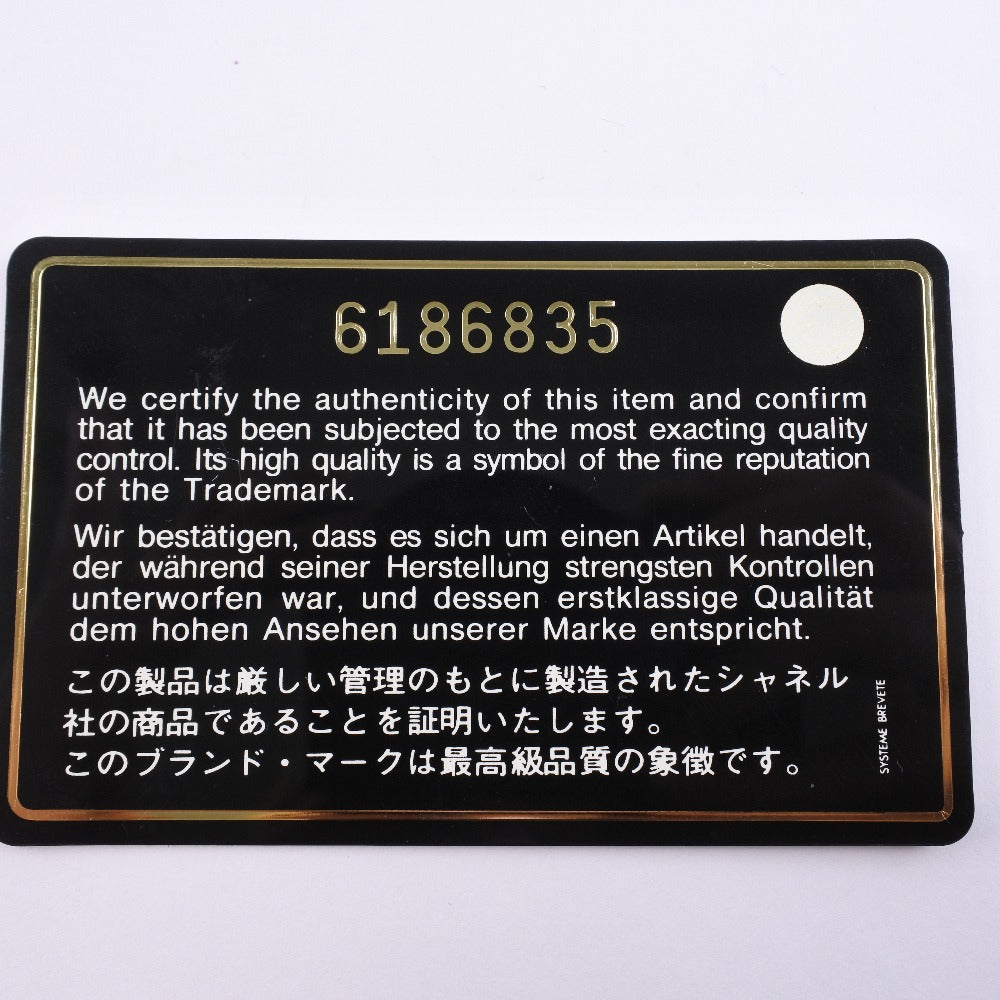 6186835
We certify the authenticity of this item and confirm
that it has been subjected to the most exacting quality
control. Its high quality is a symbol of the fine reputation
of the Trademark.
Wir bestätigen, dass es sich um einen Artikel handelt,
der während seiner Herstellung strengsten Kontrollen
unterworfen war, und dessen erstklassige Qualität
dem hohen Ansehen unserer Marke entspricht.
この製品は厳しい管理のもとに製造されたシャネル
社の商品であることを証明いたします。
このブランド・マークは最高級品質の象徴です。
SYSTEME BREVETE